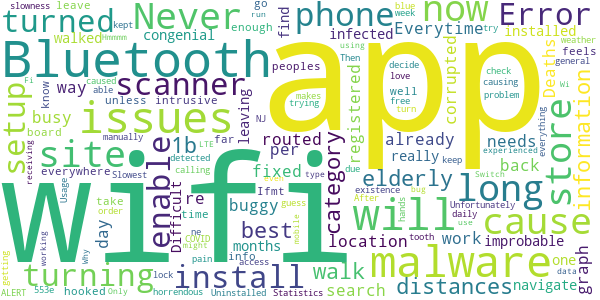 slowness leave
turned Never phone now Error
kept Hmmmm go run blue week find Everytime try installed
walked congenial enough infected using weather
Bluetooth scanner app
peoples Then decide check feels general
setup know way caused able makes love causing
unless intrusive trying well free problem turn
corrupted Deaths
busy board manually issues enable leaving NJ registered
store information
site 1b routed already needs everything
LTE far per really keep Wi experienced
wifi Fi detected fixed category due back
everywhere calling elderly long
receiving Usage Slowest re Ifmt type existence bug Switch
day take order Difficult buggy best guess will cause
time ne COVID might months location After hands Unfortunately daily
tooth cover work use improbable
working Why pain info access mobile walk malware one graph
getting turning lock install search distances data navigate
ALERT 553e Only hooked horrendous Uninstalled Statistics